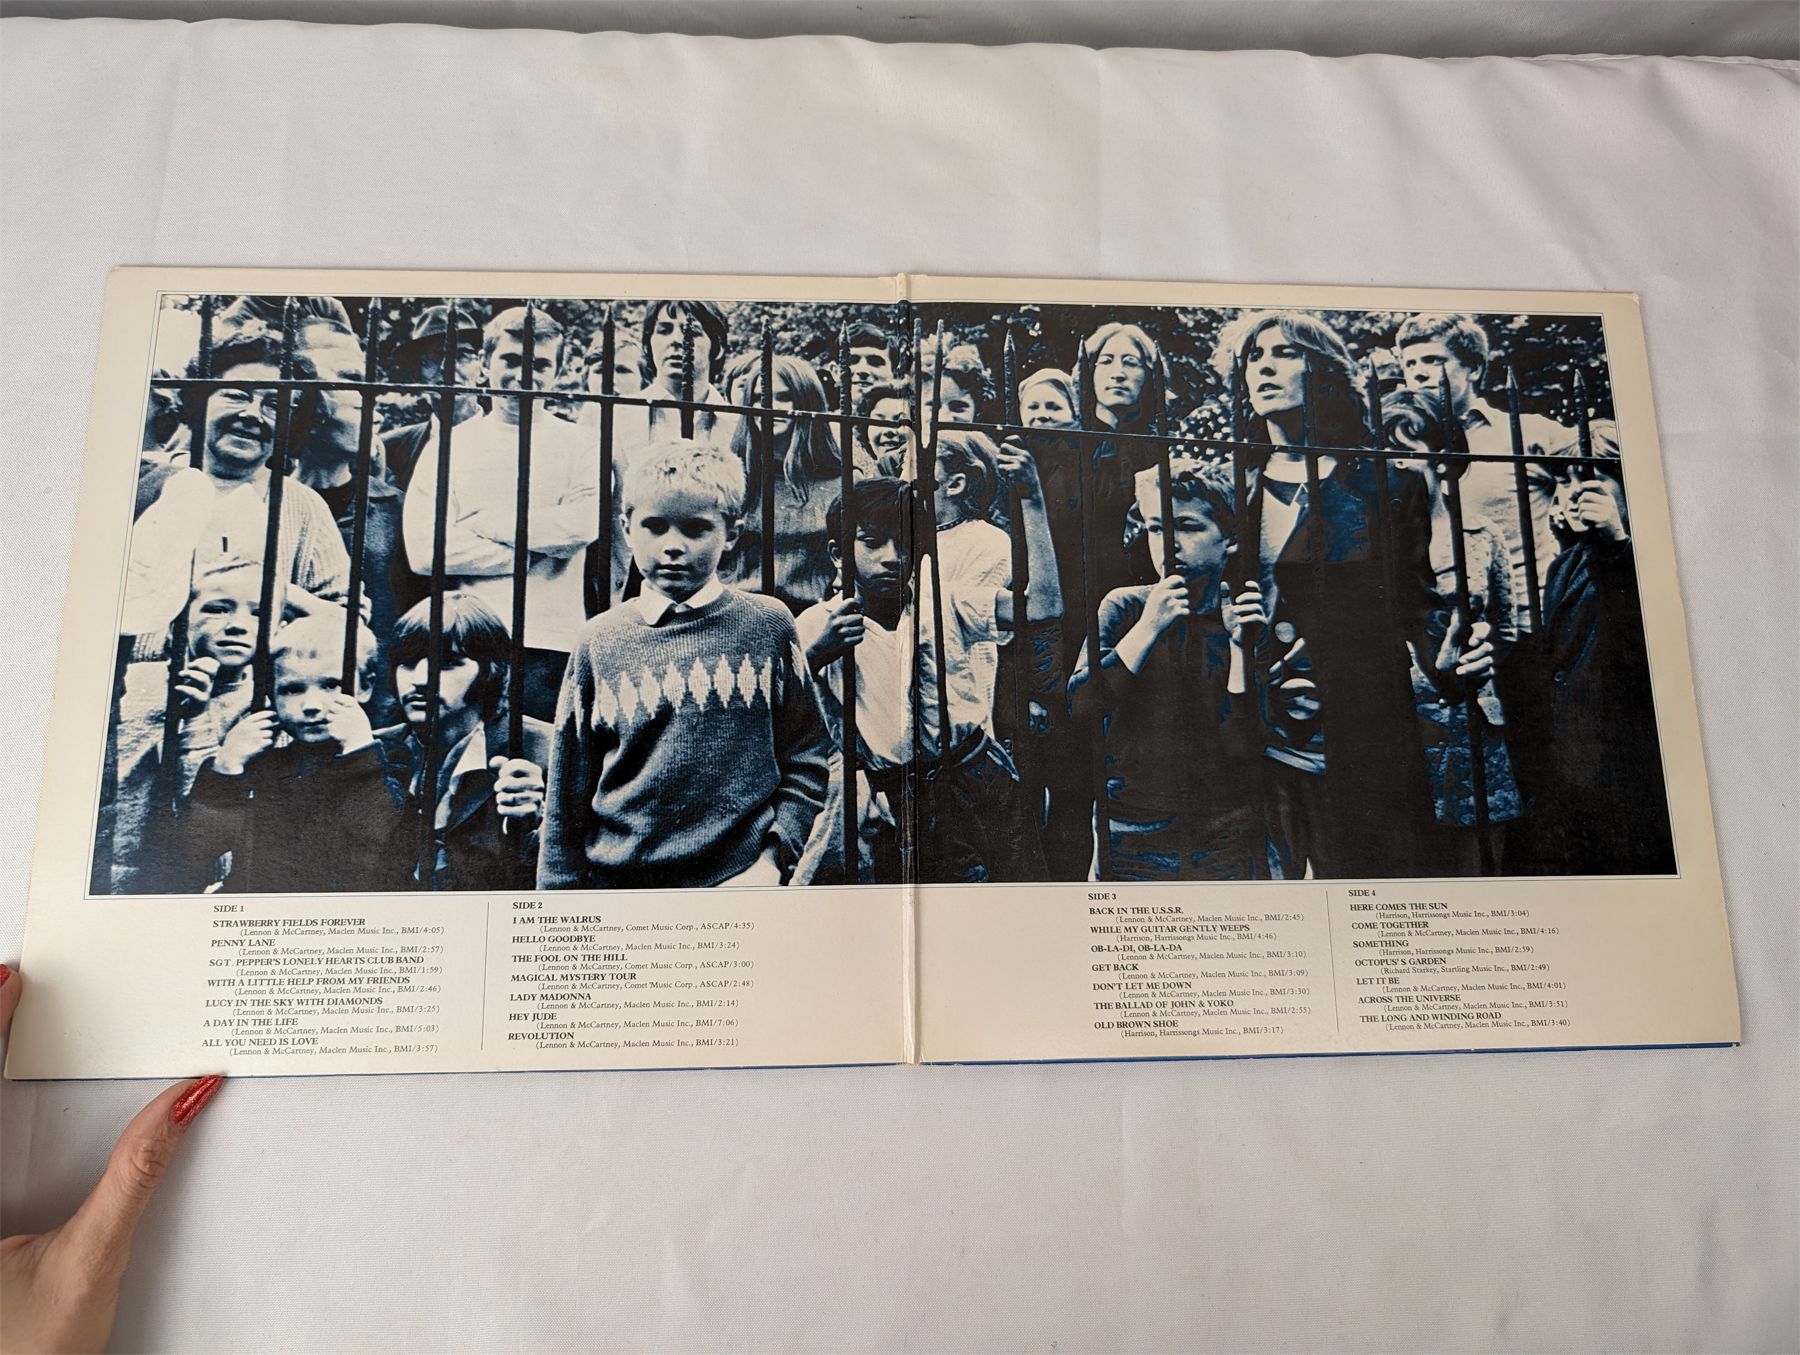 SIDE 1
STRAWBERRY FIELDS FOREVER
(Lennon & McCartney, Maclen Music Inc., BMI/4:05)
PENNY LANE
(Lennon & McCartney, Maclen Music Inc., BMI/2:57)
SGT. PEPPER'S LONELY HEARTS CLUB BAND
(Lennon & McCartney, Maclen Music Inc., BMI/1:59)
WITH A LITTLE HELP FROM MY FRIENDS
(Lennon & McCartney, Maclen Music Inc., BMI/2:46)
LUCY IN THE SKY WITH DIAMONDS
(Lennon & McCartney, Maclen Music Inc., BMI/3:25)
A DAY IN THE LIFE
(Lennon & McCartney, Maclen Music Inc., BMI/5:03)
ALL YOU NEED IS LOVE
(Lennon & McCartney, Maclen Music Inc., BMI/3:57)
SIDE 2
I AM THE WALRUS
(Lennon & McCartney, Comet Music Corp., ASCAP/4:35)
HELLO GOODBYE
(Lennon & McCartney, Maclen Music Inc., BMI/3:24)
THE FOOL ON THE HILL
(Lennon & McCartney, Comet Music Corp., ASCAP/3:00)
MAGICAL MYSTERY TOUR
(Lennon & McCartney, Comet Music Corp., ASCAP/2:48)
LADY MADONNA
(Lennon & McCartney, Maclen Music Inc., BMI/2:14)
HEY JUDE
(Lennon & McCartney, Maclen Music Inc., BMI/7:06)
REVOLUTION
(Lennon & McCartney, Maclen Music Inc., BMI/3:21)
SIDE 3
BACK IN THE U.S.S.R.
(Lennon & McCartney, Maclen Music Inc., BMI/2:45)
WHILE MY GUITAR GENTLY WEEPS
(Harrison, Harrisongs Music Inc., BMI/4:46)
OB-LA-DI, OB-LA-DA
(Lennon & McCartney, Maclen Music Inc., BMI/3:10)
GET BACK
(Lennon & McCartney, Maclen Music Inc., BMI/3:09)
DON'T LET ME DOWN
(Lennon & McCartney, Maclen Music Inc., BMI/3:30)
THE BALLAD OF JOHN & YOKO
(Lennon & McCartney, Maclen Music Inc., BMI/2:55)
OLD BROWN SHOE
(Harrison, Harrisongs Music Inc., BMI/3:17)
SIDE 4
HERE COMES THE SUN
(Harrison, Harrisongs Music Inc., BMI/3:04)
COME TOGETHER
(Lennon & McCartney, Maclen Music Inc., BMI/4:16)
SOMETHING
(Harrison, Harrisongs Music Inc., BMI/2:59)
OCTOPUS'S GARDEN
(Richard Starkey, Startling Music Inc., BMI/2:49)
LET IT BE
(Lennon & McCartney, Maclen Music Inc., BMI/4:01)
ACROSS THE UNIVERSE
(Lennon & McCartney, Maclen Music Inc., BMI/3:51)
THE LONG AND WINDING ROAD
(Lennon & McCartney, Maclen Music Inc., BMI/3:40)